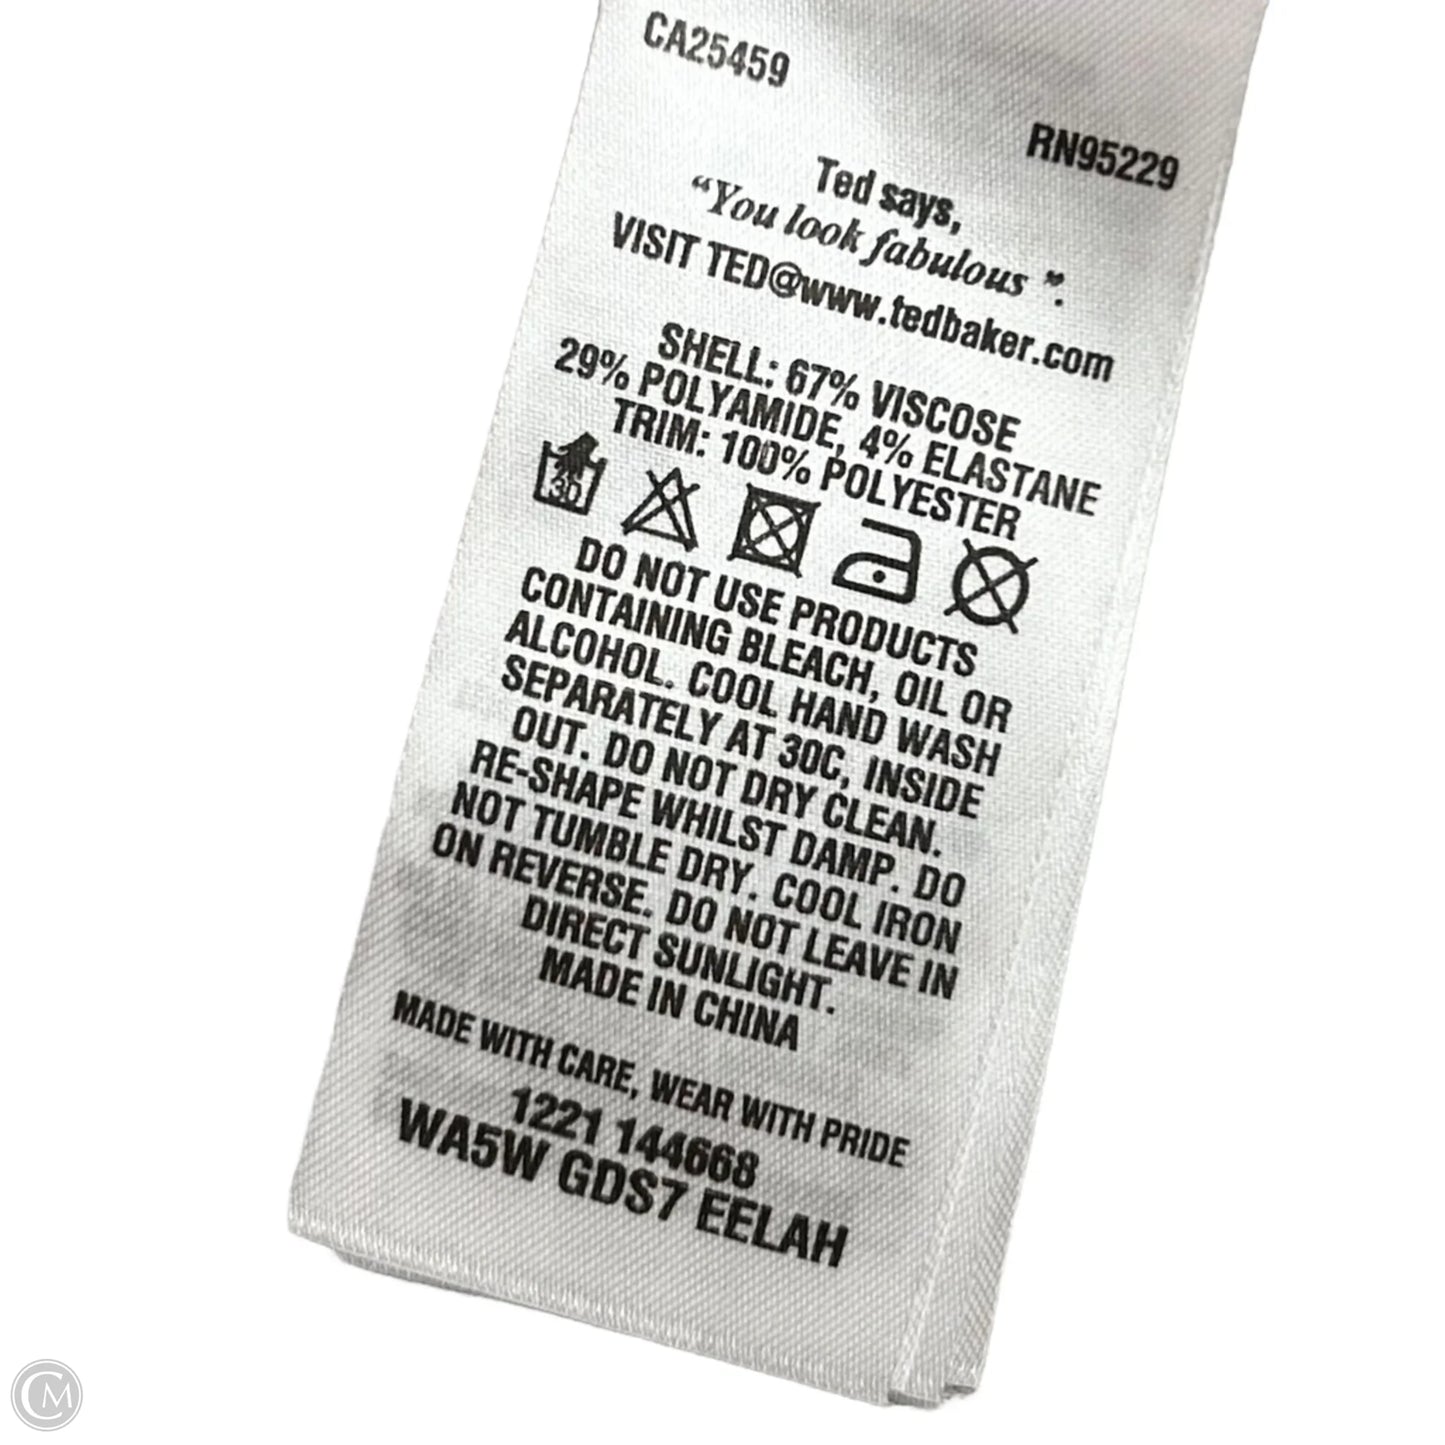 CA25459
RN95229
Ted says,
“You look fabulous”.
VISIT TED@www.tedbaker.com
SHELL: 67% VISCOSE
29% POLYAMIDE, 4% ELASTANE
TRIM: 100% POLYESTER
30
DO NOT USE PRODUCTS
CONTAINING BLEACH, OIL OR
ALCOHOL. COOL HAND WASH
SEPARATELY AT 30C, INSIDE
OUT. DO NOT DRY CLEAN.
RE-SHAPE WHILST DAMP. DO
NOT TUMBLE DRY. COOL IRON
ON REVERSE. DO NOT LEAVE IN
DIRECT SUNLIGHT.
MADE IN CHINA
MADE WITH CARE, WEAR WITH PRIDE
1221 144668
WA5W GDS7 EELAH
CM